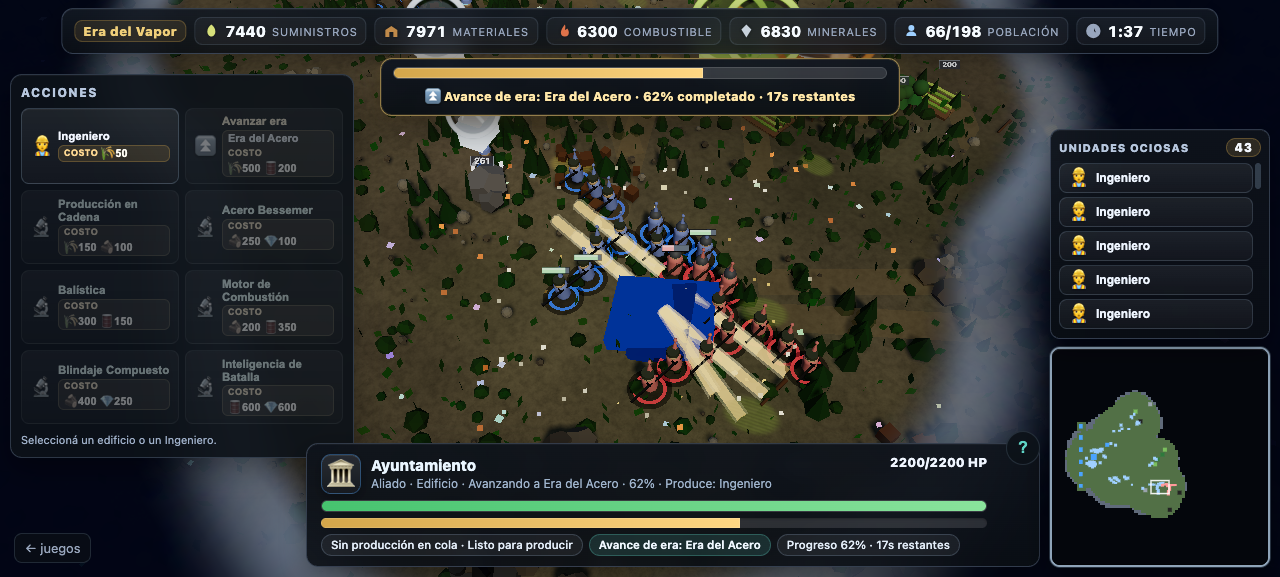 Era del Vapor
7440 SUMINISTROS
7971 MATERIALES
6300 COMBUSTIBLE
6830 MINERALES
66/198 POBLACIÓN
1:37 TIEMPO
Avance de era: Era del Acero · 62% completado · 17s restantes
ACCIONES
Ingeniero
COSTO 50
Avanzar era
Era del Acero
COSTO
500 200
Producción en
Cadena
COSTO
150 100
Acero Bessemer
COSTO
250 100
Balística
COSTO
300 150
Motor de
Combustión
COSTO
200 350
Blindaje Compuesto
COSTO
400 250
Inteligencia de
Batalla
COSTO
600 600
Seleccioná un edificio o un Ingeniero.
200
261
UNIDADES OCIOSAS 43
Ingeniero
Ingeniero
Ingeniero
Ingeniero
Ingeniero
?
Ayuntamiento
2200/2200 HP
Aliado · Edificio · Avanzando a Era del Acero · 62% · Produce: Ingeniero
Sin producción en cola · Listo para producir
Avance de era: Era del Acero
Progreso 62% · 17s restantes
← juegos